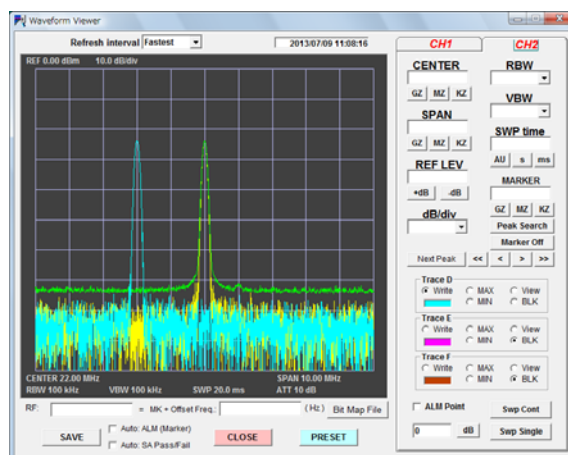 Waveform Viewer
Refresh interval Fastest 2013/07/09 11:08:16
REF 0.00 dBm 10.0 dB/div
CENTER 22.00 MHz SPAN 10.00 MHz
RBW 100 kHz VBW 100 kHz SWP 20.0 ms ATT 10 dB
RF: = MK + Offset Freq.: (Hz) Bit Map File
SAVE
Auto: ALM (Marker)
Auto: SA Pass/Fail
CLOSE
PRESET
CH1 CH2
CENTER
GZ MZ KZ
SPAN
GZ MZ KZ
REF LEV
+dB -dB
dB/div
RBW
VBW
SWP time
AU s ms
MARKER
GZ MZ KZ
Peak Search
Marker Off
Next Peak << < > >>
Trace D
Write MAX View
MIN BLK
Trace E
Write MAX View
MIN BLK
Trace F
Write MAX View
MIN BLK
ALM Point Swp Cont
0 dB Swp Single